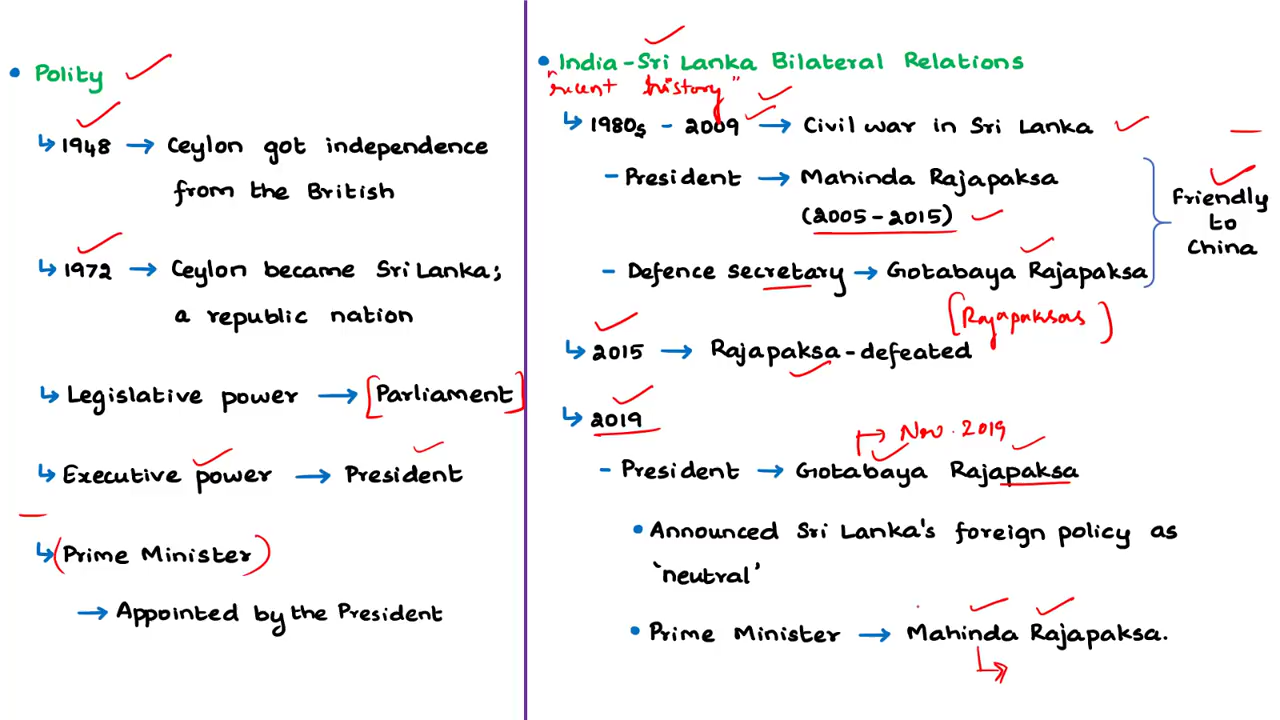 • Polity
↳ 1948 → Ceylon got independence
from the British
↳ 1972 → Ceylon became Sri Lanka;
a republic nation
↳ Legislative power → [Parliament]
↳ Executive power → President
↳ (Prime Minister)
→ Appointed by the President
• India-Sri Lanka Bilateral Relations
"recent history"
↳ 1980s - 2009 → Civil war in Sri Lanka
- President → Mahinda Rajapaksa
(2005-2015)
- Defence secretary → Gotabaya Rajapaksa
Friendly
to
China
[Rajapaksas]
↳ 2015 → Rajapaksa-defeated
↳ 2019
→ Nov. 2019
- President → Gotabaya Rajapaksa
• Announced Sri Lanka's foreign policy as
'neutral'
• Prime Minister → Mahinda Rajapaksa.